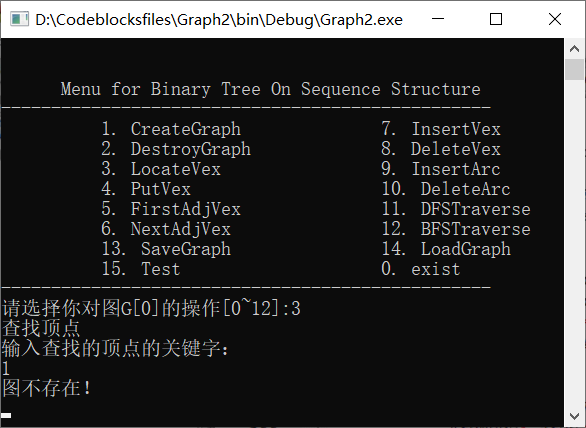 D:\Codeblocksfiles\Graph2\bin\Debug\Graph2.exe
Menu for Binary Tree On Sequence Structure
-------------------------------------------------
1. CreateGraph 7. InsertVex
2. DestroyGraph 8. DeleteVex
3. LocateVex 9. InsertArc
4. PutVex 10. DeleteArc
5. FirstAdjVex 11. DFSTraverse
6. NextAdjVex 12. BFSTraverse
13. SaveGraph 14. LoadGraph
15. Test 0. exist
-------------------------------------------------
请选择你对图G[0]的操作[0~12]:3
查找顶点
输入查找的顶点的关键字：
1
图不存在！